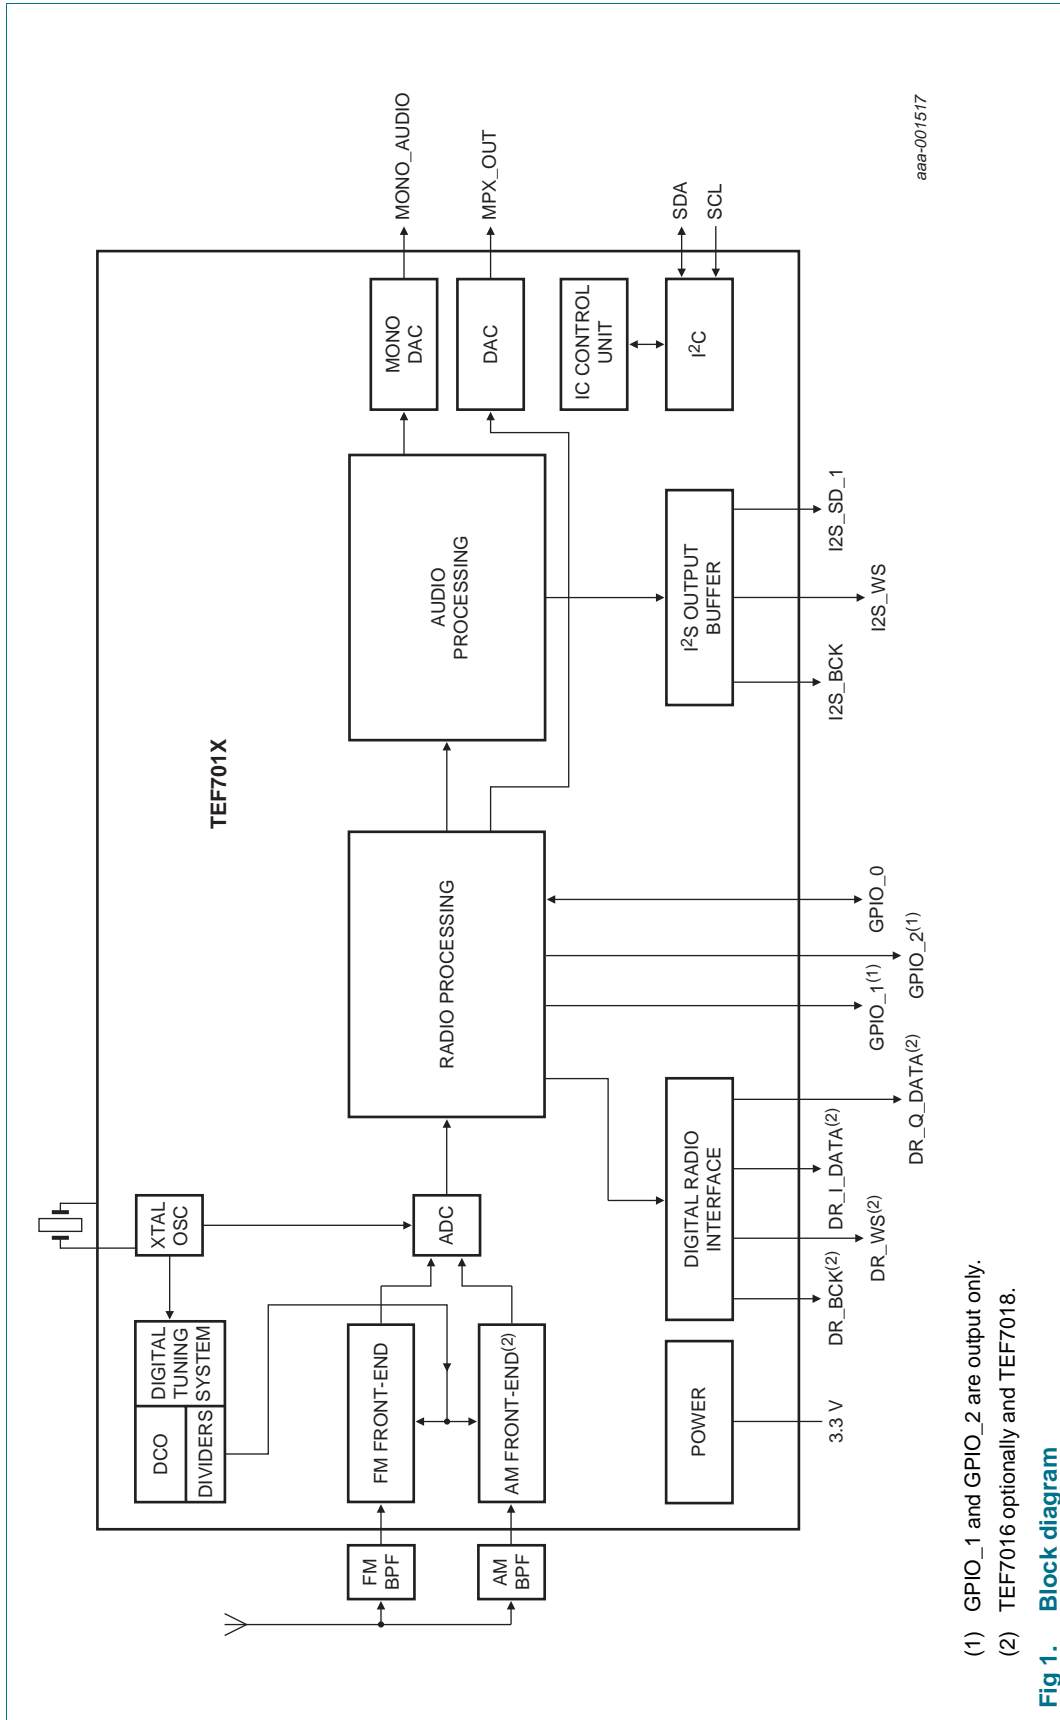 TEF701X
XTAL
OSC
DCO
DIVIDERS
DIGITAL
TUNING
SYSTEM
FM
BPF
FM FRONT-END
ADC
RADIO PROCESSING
AUDIO
PROCESSING
MONO
DAC
MONO_AUDIO
AM
BPF
AM FRONT-END(2)
DAC
MPX_OUT
IC CONTROL
UNIT
POWER
DIGITAL RADIO
INTERFACE
I2S OUTPUT
BUFFER
I2C
SDA
SCL
3.3 V
DR_BCK(2)
DR_WS(2)
DR_I_DATA(2)
DR_Q_DATA(2)
GPIO_1(1)
GPIO_2(1)
GPIO_0
I2S_BCK
I2S_WS
I2S_SD_1
aaa-001517
(1) GPIO_1 and GPIO_2 are output only.
(2) TEF7016 optionally and TEF7018.
Fig 1. Block diagram